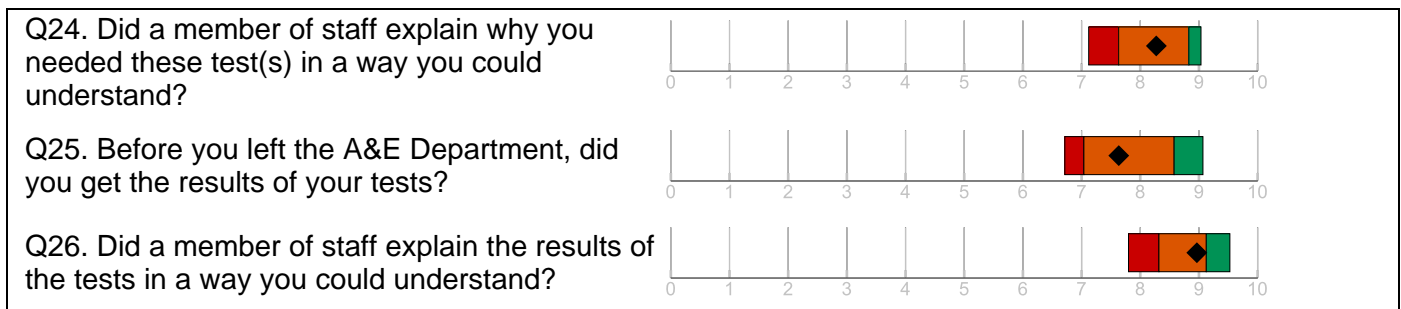 Q24. Did a member of staff explain why you
needed these test(s) in a way you could
understand?
0 1 2 3 4 5 6 7 8 9 10
Q25. Before you left the A&E Department, did
you get the results of your tests?
0 1 2 3 4 5 6 7 8 9 10
Q26. Did a member of staff explain the results of
the tests in a way you could understand?
0 1 2 3 4 5 6 7 8 9 10